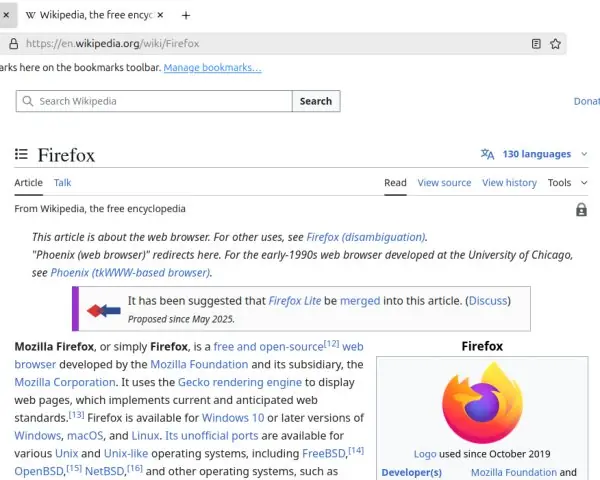 Wikipedia, the free encyc
https://en.wikipedia.org/wiki/Firefox
arks here on the bookmarks toolbar. Manage bookmarks…
Search Wikipedia Search Donat
Firefox 130 languages
Article Talk Read View source View history Tools
From Wikipedia, the free encyclopedia
This article is about the web browser. For other uses, see Firefox (disambiguation).
"Phoenix (web browser)" redirects here. For the early-1990s web browser developed at the University of Chicago,
see Phoenix (tkWWW-based browser).
It has been suggested that Firefox Lite be merged into this article. (Discuss)
Proposed since May 2025.
Mozilla Firefox, or simply Firefox, is a free and open-source[12] web
browser developed by the Mozilla Foundation and its subsidiary, the
Mozilla Corporation. It uses the Gecko rendering engine to display
web pages, which implements current and anticipated web
standards.[13] Firefox is available for Windows 10 or later versions of
Windows, macOS, and Linux. Its unofficial ports are available for
various Unix and Unix-like operating systems, including FreeBSD,[14]
OpenBSD,[15] NetBSD,[16] and other operating systems, such as
Firefox
Logo used since October 2019
Developer(s) Mozilla Foundation and